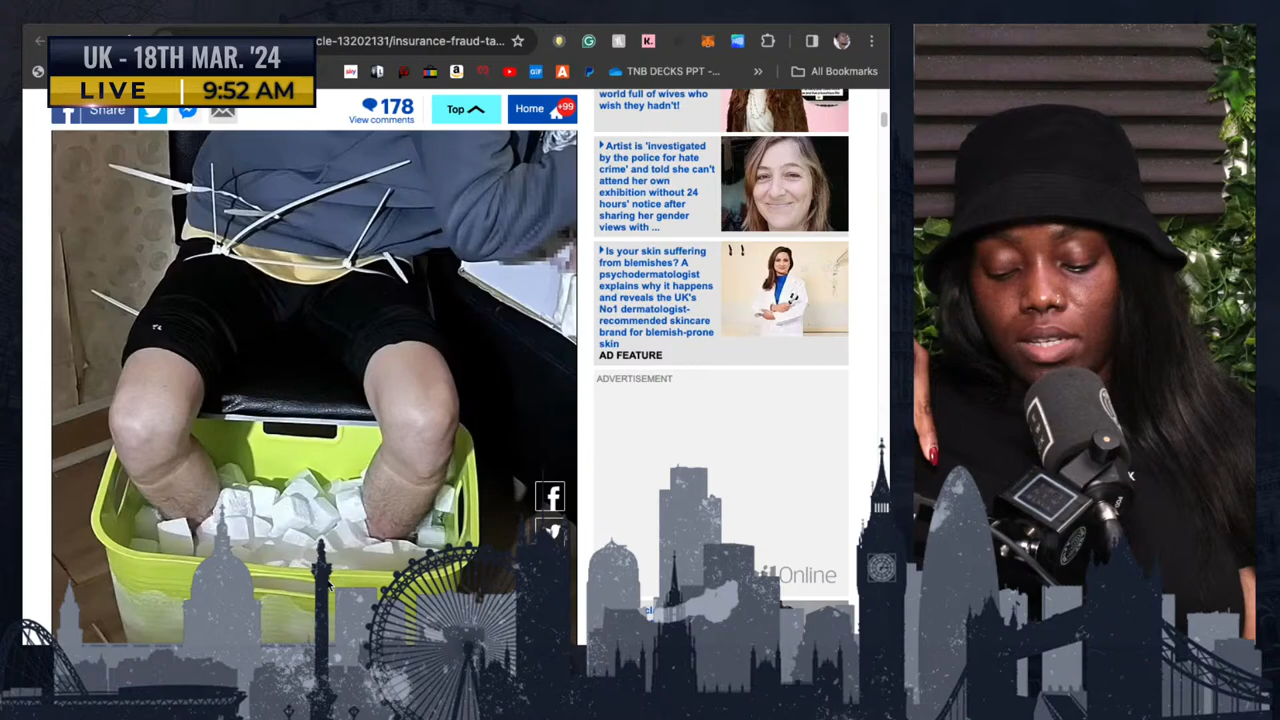 UK - 18TH MAR. '24
LIVE
9:52 AM
cle-13202131/insurance-fraud-ta...
sky
GIF
TNB DECKS PPT -...
»
All Bookmarks
Share
178
View comments
Top
Home
+99
world full of wives who
wish they hadn't!
Artist is 'investigated
by the police for hate
crime' and told she can't
attend her own
exhibition without 24
hours' notice after
sharing her gender
views with ...
Is your skin suffering
from blemishes? A
psychodermatologist
explains why it happens
and reveals the UK's
No1 dermatologist-
recommended skincare
brand for blemish-prone
skin
AD FEATURE
ADVERTISEMENT
Online